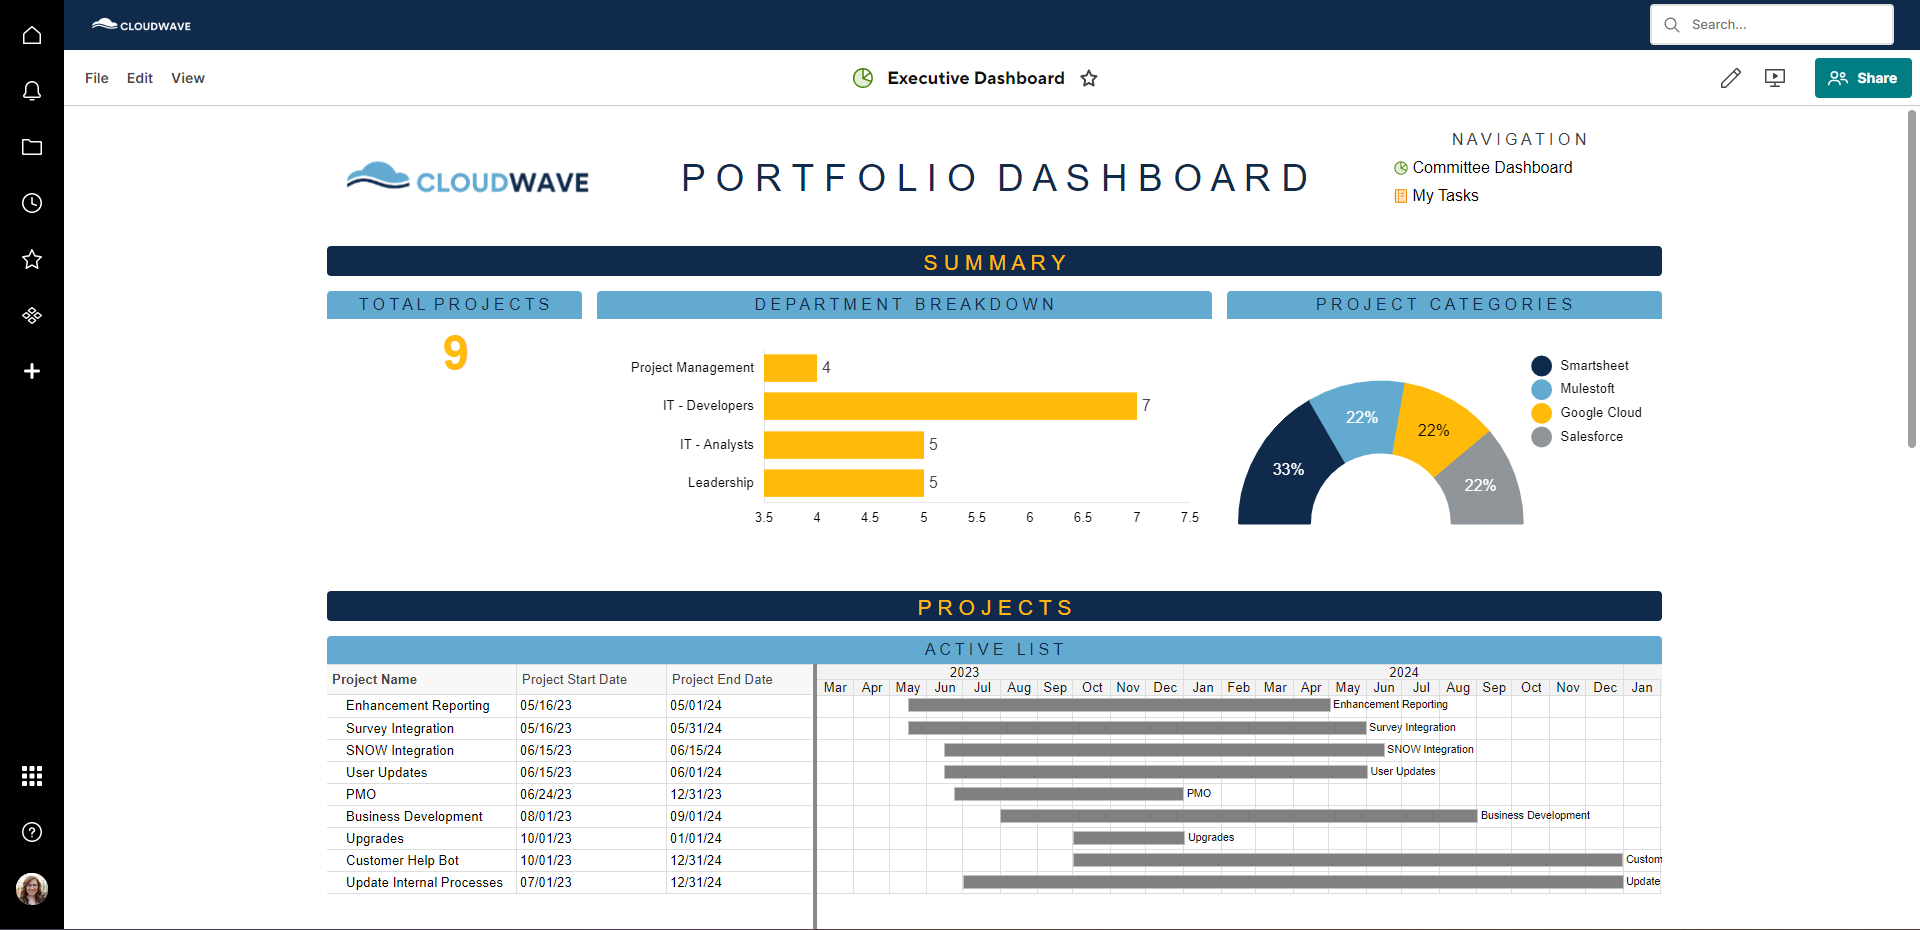 CLOUDWAVE
Search...
File Edit View
Executive Dashboard
Share
CLOUDWAVE
PORTFOLIO DASHBOARD
NAVIGATION
Committee Dashboard
My Tasks
SUMMARY
TOTAL PROJECTS
9
DEPARTMENT BREAKDOWN
Project Management 4
IT - Developers 7
IT - Analysts 5
Leadership 5
3.5 4 4.5 5 5.5 6 6.5 7 7.5
PROJECT CATEGORIES
33%
22%
22%
22%
Smartsheet
Mulestoft
Google Cloud
Salesforce
PROJECTS
ACTIVE LIST
2023 2024
Project Name Project Start Date Project End Date
Mar Apr May Jun Jul Aug Sep Oct Nov Dec Jan Feb Mar Apr May Jun Jul Aug Sep Oct Nov Dec Jan
Enhancement Reporting 05/16/23 05/01/24 Enhancement Reporting
Survey Integration 05/16/23 05/31/24 Survey Integration
SNOW Integration 06/15/23 06/15/24 SNOW Integration
User Updates 06/15/23 06/01/24 User Updates
PMO 06/24/23 12/31/23 PMO
Business Development 08/01/23 09/01/24 Business Development
Upgrades 10/01/23 01/01/24 Upgrades
Customer Help Bot 10/01/23 12/31/24 Custom
Update Internal Processes 07/01/23 12/31/24 Update